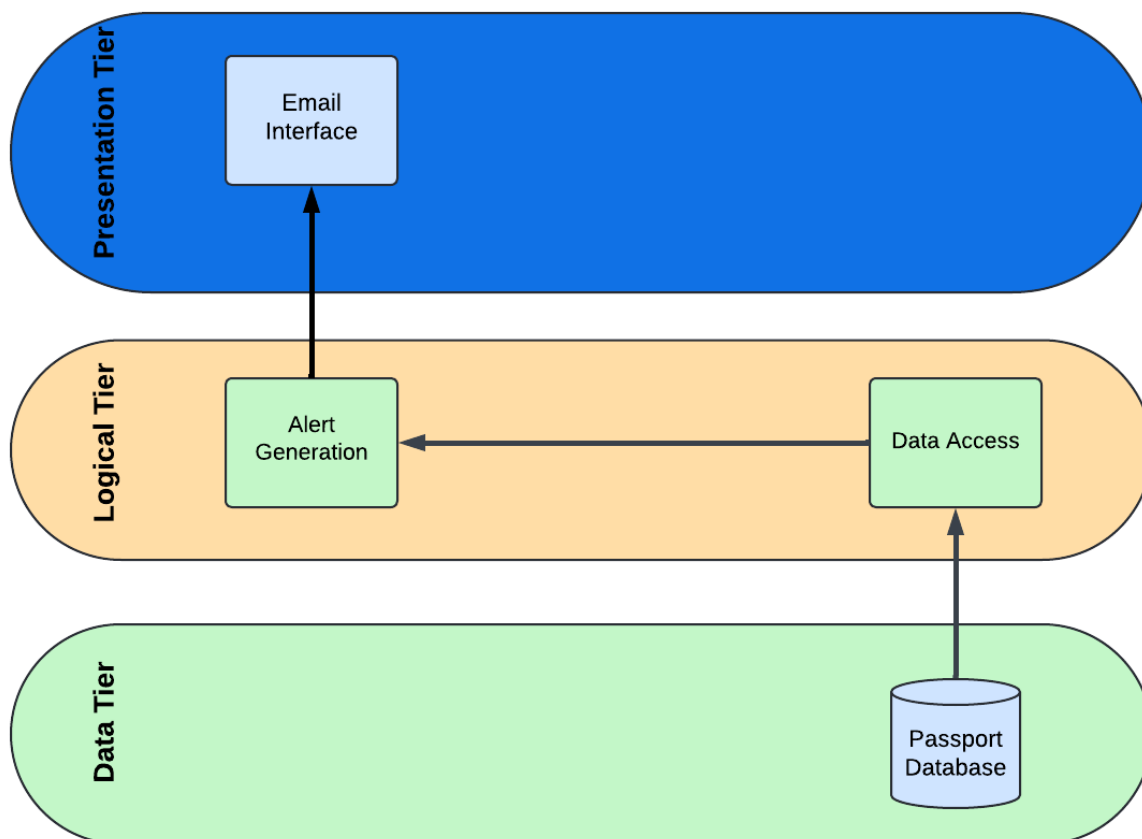 Presentation Tier
Email
Interface
Logical Tier
Alert
Generation
Data Access
Data Tier
Passport
Database